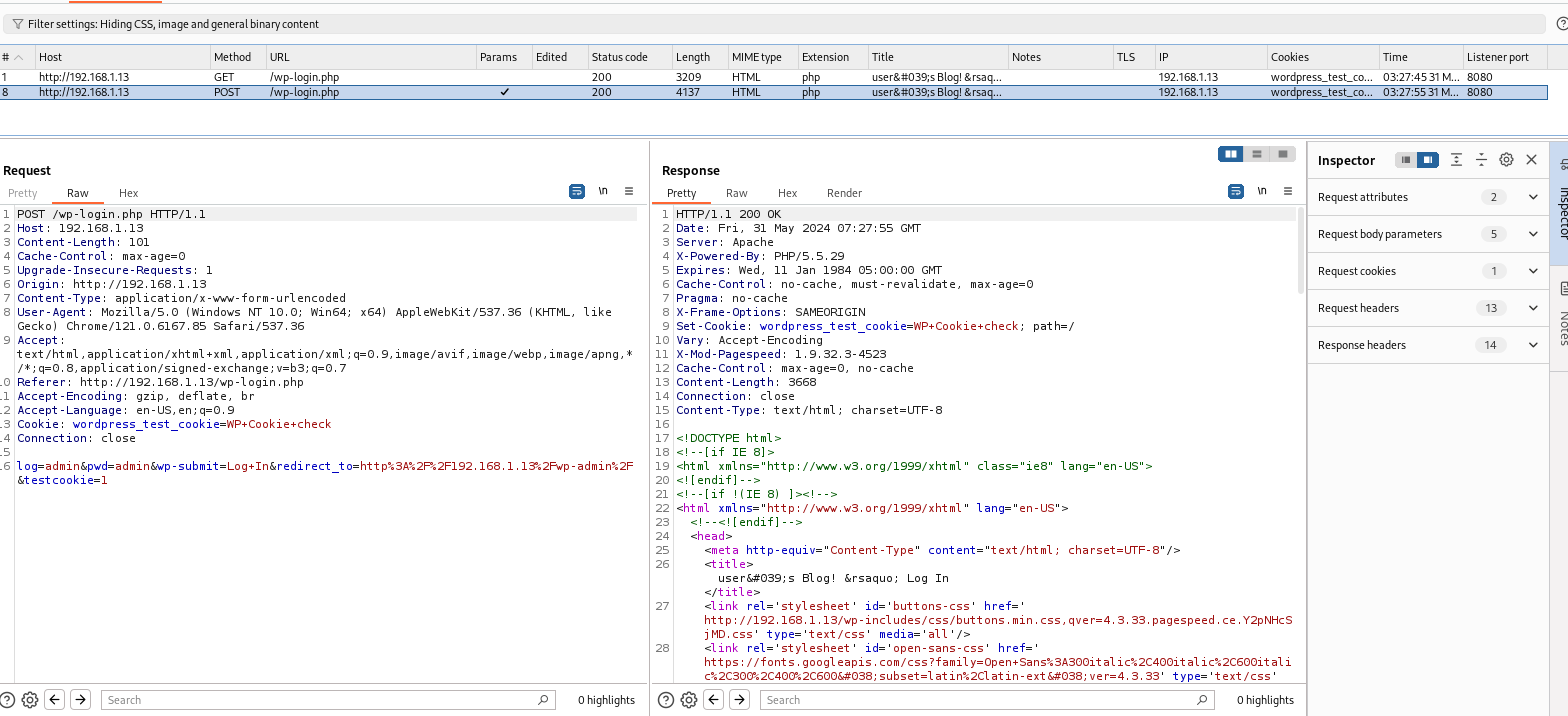 Filter settings: Hiding CSS, image and general binary content
# Host Method URL Params Edited Status code Length MIME type Extension Title Notes TLS IP Cookies Time Listener port
1 http://192.168.1.13 GET /wp-login.php 200 3209 HTML php user&#039;s Blog! &rsaq... 192.168.1.13 wordpress_test_co... 03:27:45 31 M... 8080
8 http://192.168.1.13 POST /wp-login.php ✓ 200 4137 HTML php user&#039;s Blog! &rsaq... 192.168.1.13 wordpress_test_co... 03:27:55 31 M... 8080
Request
Pretty Raw Hex
\n
1 POST /wp-login.php HTTP/1.1
2 Host: 192.168.1.13
3 Content-Length: 101
4 Cache-Control: max-age=0
5 Upgrade-Insecure-Requests: 1
6 Origin: http://192.168.1.13
7 Content-Type: application/x-www-form-urlencoded
8 User-Agent: Mozilla/5.0 (Windows NT 10.0; Win64; x64) AppleWebKit/537.36 (KHTML, like
Gecko) Chrome/121.0.6167.85 Safari/537.36
9 Accept:
text/html,application/xhtml+xml,application/xml;q=0.9,image/avif,image/webp,image/apng,*
/*;q=0.8,application/signed-exchange;v=b3;q=0.7
10 Referer: http://192.168.1.13/wp-login.php
11 Accept-Encoding: gzip, deflate, br
12 Accept-Language: en-US,en;q=0.9
13 Cookie: wordpress_test_cookie=WP+Cookie+check
14 Connection: close
15
16 log=admin&pwd=admin&wp-submit=Log+In&redirect_to=http%3A%2F%2F192.168.1.13%2Fwp-admin%2F
&testcookie=1
Search
0 highlights
Response
Pretty Raw Hex Render
\n
1 HTTP/1.1 200 OK
2 Date: Fri, 31 May 2024 07:27:55 GMT
3 Server: Apache
4 X-Powered-By: PHP/5.5.29
5 Expires: Wed, 11 Jan 1984 05:00:00 GMT
6 Cache-Control: no-cache, must-revalidate, max-age=0
7 Pragma: no-cache
8 X-Frame-Options: SAMEORIGIN
9 Set-Cookie: wordpress_test_cookie=WP+Cookie+check; path=/
10 Vary: Accept-Encoding
11 X-Mod-Pagespeed: 1.9.32.3-4523
12 Cache-Control: max-age=0, no-cache
13 Content-Length: 3668
14 Connection: close
15 Content-Type: text/html; charset=UTF-8
16
17 <!DOCTYPE html>
18 <!--[if IE 8]>
19 <html xmlns="http://www.w3.org/1999/xhtml" class="ie8" lang="en-US">
20 <![endif]-->
21 <!--[if !(IE 8) ]><!-->
22 <html xmlns="http://www.w3.org/1999/xhtml" lang="en-US">
23 <!--<![endif]-->
24 <head>
25 <meta http-equiv="Content-Type" content="text/html; charset=UTF-8"/>
26 <title>
user&#039;s Blog! &rsaquo; Log In
</title>
27 <link rel='stylesheet' id='buttons-css' href='
http://192.168.1.13/wp-includes/css/buttons.min.css,qver=4.3.33.pagespeed.ce.Y2pNHcS
jMD.css' type='text/css' media='all'/>
28 <link rel='stylesheet' id='open-sans-css' href='
https://fonts.googleapis.com/css?family=Open+Sans%3A300italic%2C400italic%2C600itali
c%2C300%2C400%2C600&#038;subset=latin%2Clatin-ext&#038;ver=4.3.33' type='text/css'
Search
0 highlights
Inspector
Request attributes 2
Request body parameters 5
Request cookies 1
Request headers 13
Response headers 14
Inspector
Notes